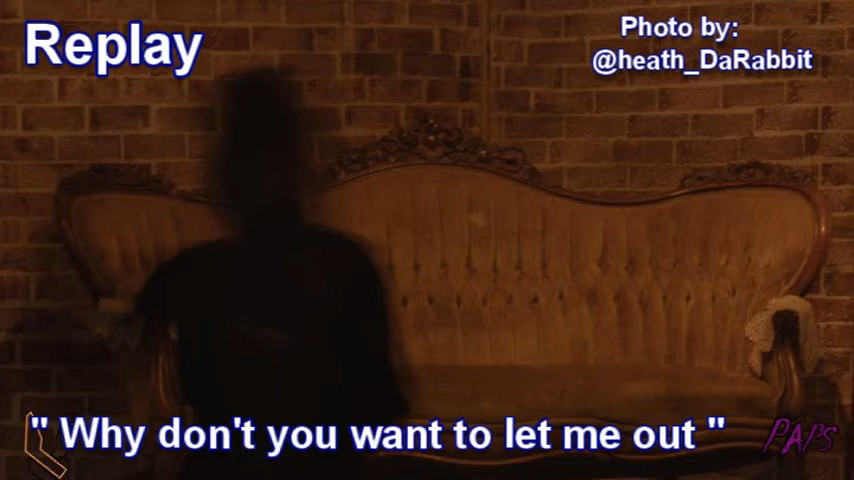 Replay
Photo by:
@heath_DaRabbit
" Why don't you want to let me out "
PAPS